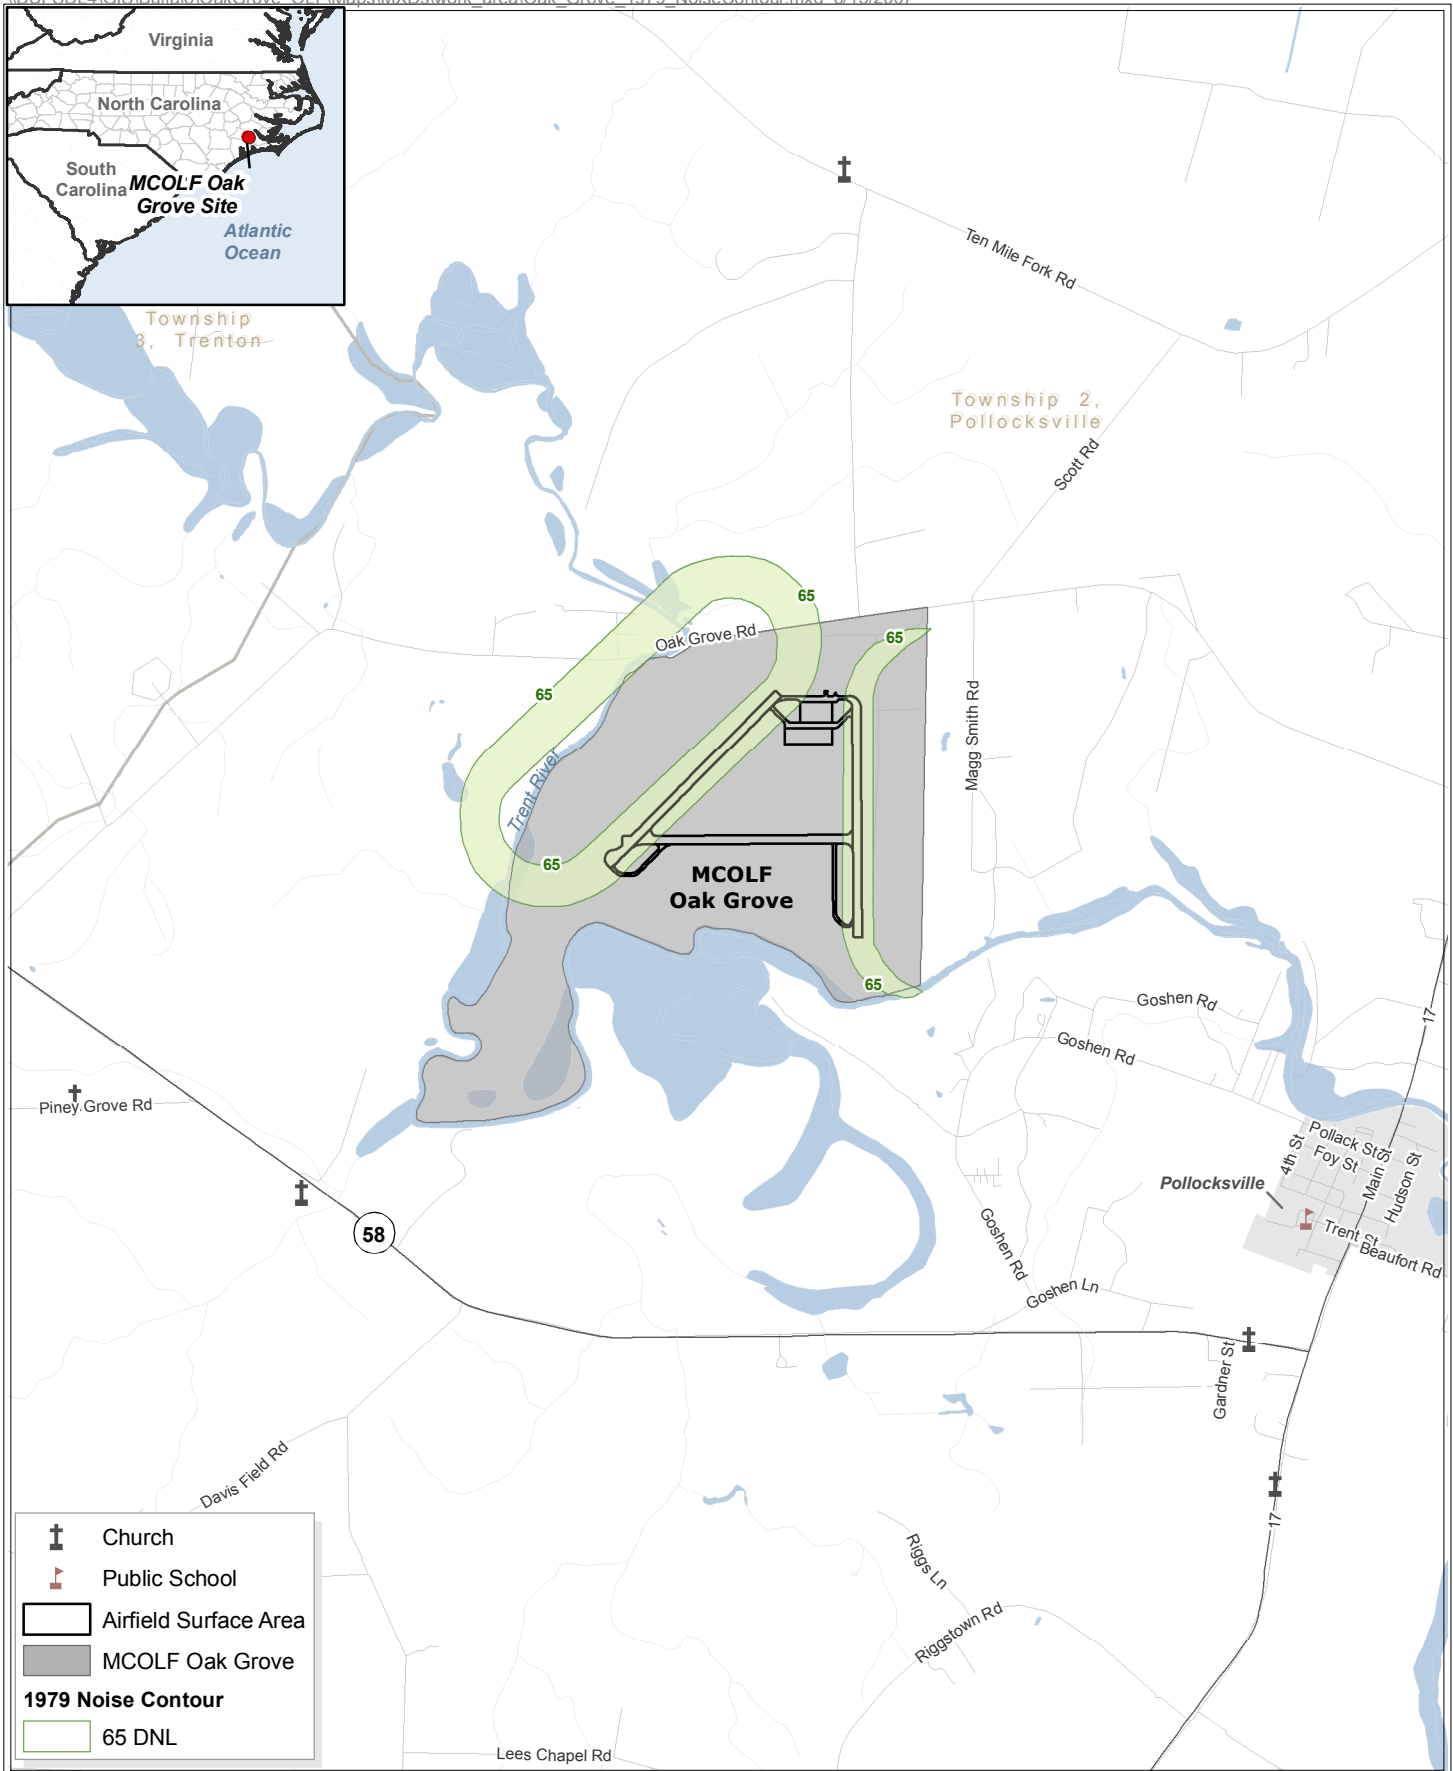 Virginia
North Carolina
South
Carolina
MCOLF Oak
Grove Site
Atlantic
Ocean
Township
3, Trenton
Ten Mile Fork Rd
Township 2,
Pollocksville
Scott Rd
65
65
Oak Grove Rd
65
Magg Smith Rd
Trent River
65
MCOLF
Oak Grove
65
Goshen Rd
17
Goshen Rd
Piney Grove Rd
Pollack St
Foy St
4th St
Main St
Hudson St
Pollocksville
Trent St
Beaufort Rd
58
Goshen Rd
Goshen Ln
Gardner St
Davis Field Rd
17
Riggs Ln
Riggstown Rd
Lees Chapel Rd
Church
Public School
Airfield Surface Area
MCOLF Oak Grove
1979 Noise Contour
65 DNL